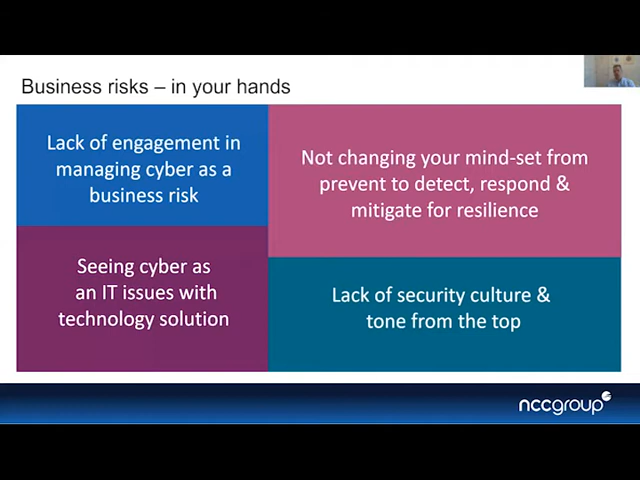 Business risks – in your hands
Lack of engagement in
managing cyber as a
business risk
Not changing your mind-set from
prevent to detect, respond &
mitigate for resilience
Seeing cyber as
an IT issues with
technology solution
Lack of security culture &
tone from the top
nccgroup